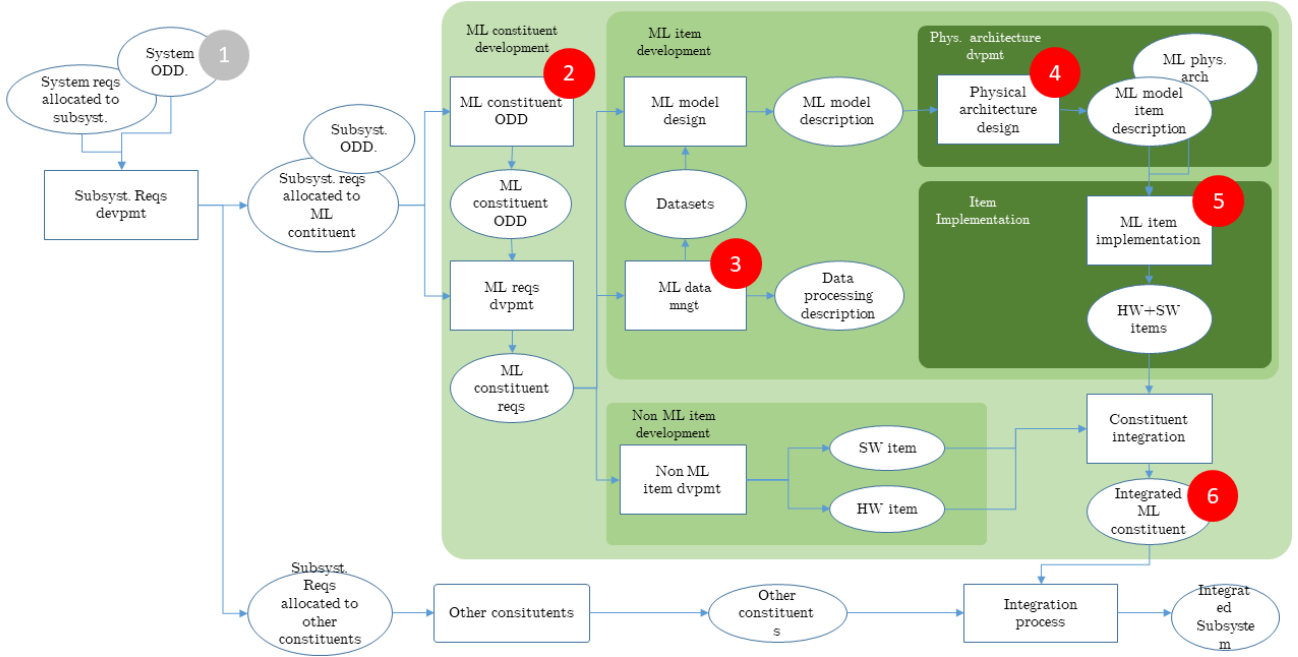 System
ODD.
1
System reqs
allocated to
subsyst.
Subsyst. Reqs
devpmt
Subsyst.
ODD.
Subsyst. reqs
allocated to
ML
contituent
ML constituent
development
2
ML constituent
ODD
ML
constituent
ODD
ML reqs
dvpmt
ML
constituent
reqs
ML item development
ML model
design
ML model
description
Datasets
3
ML data
mngt
Data
processing
description
Phys. architecture
dvpmt
4
Physical
architecture
design
ML phys.
arch
ML model
item
description
Item
Implementation
5
ML item
implementation
HW+SW
items
Non ML item
development
Non ML
item dvpmt
SW item
HW item
Constituent
integration
6
Integrated
ML
constituent
Subsyst.
Reqs
allocated to
other
constituents
Other consitutents
Other
constituent
s
Integration
process
Integrat
ed
Subsyste
m